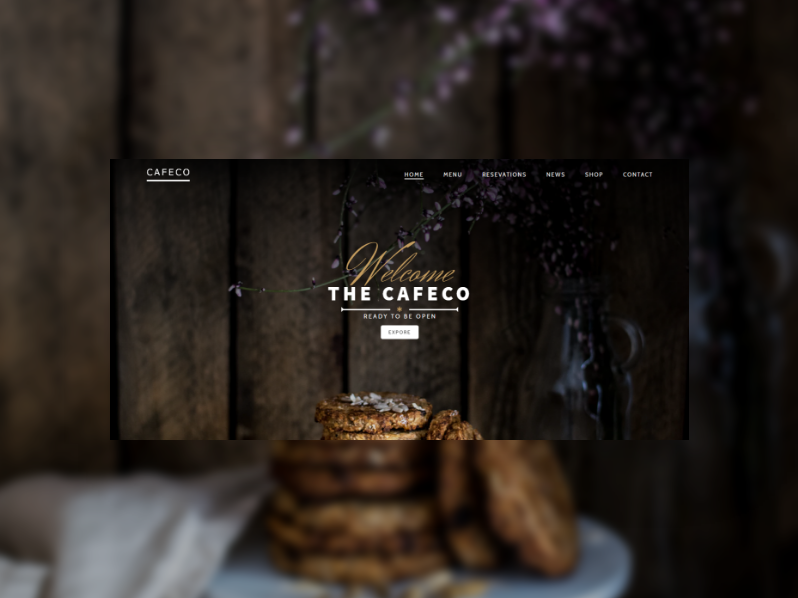 CAFECO
HOME MENU RESEVATIONS NEWS SHOP CONTACT
Welcome
THE CAFECO
READY TO BE OPEN
EXPORE